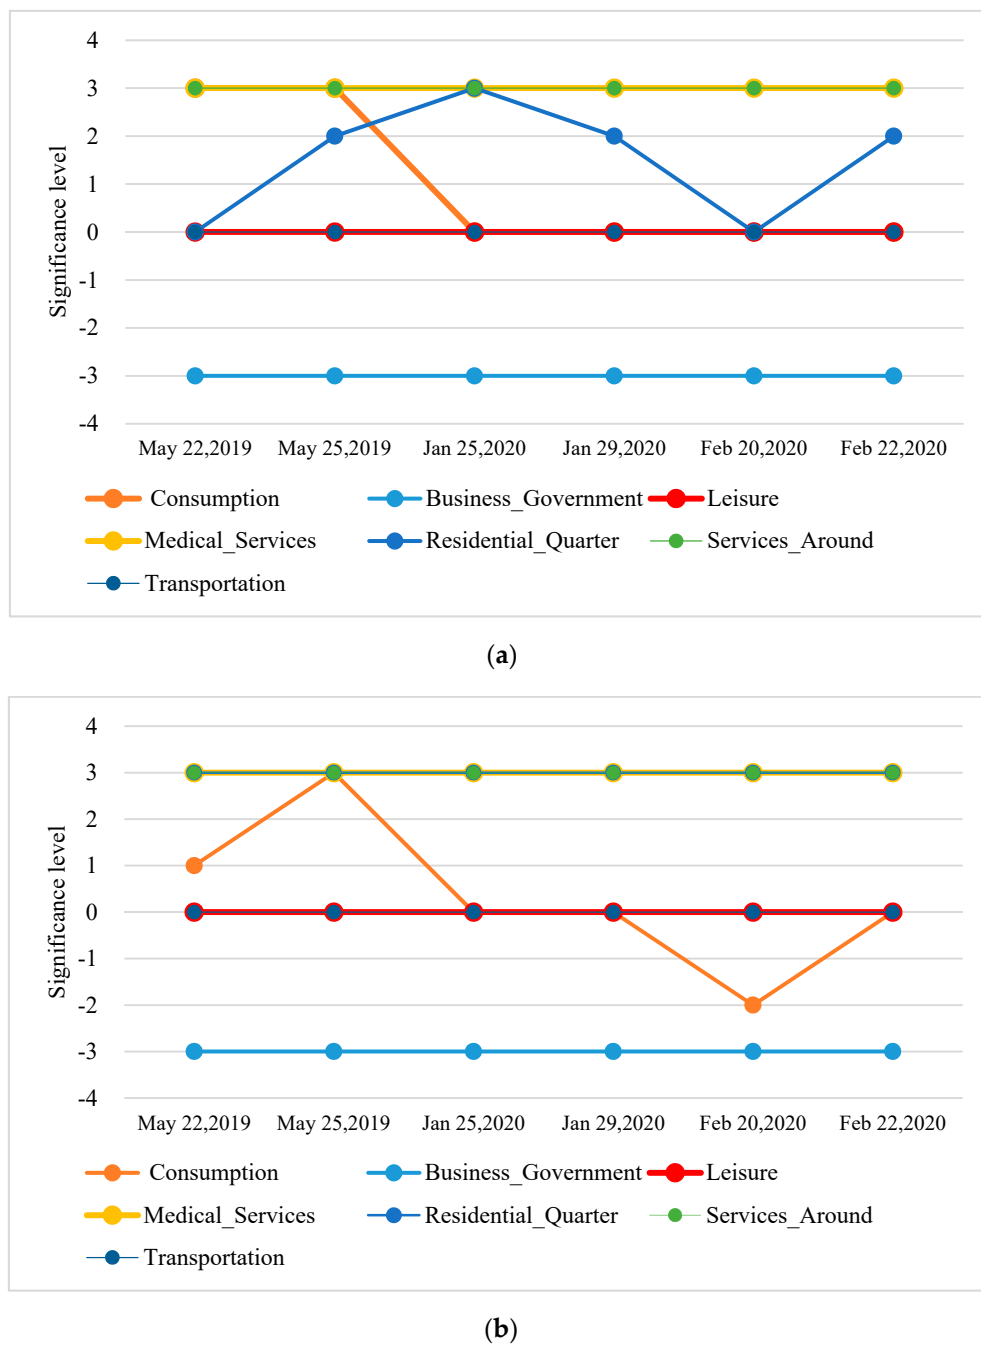 4
3
2
1
0
-1
-2
-3
-4
Significance level
May 22,2019 May 25,2019 Jan 25,2020 Jan 29,2020 Feb 20,2020 Feb 22,2020
Consumption Business_Government Leisure
Medical_Services Residential_Quarter Services_Around
Transportation
(a)
4
3
2
1
0
-1
-2
-3
-4
Significance level
May 22,2019 May 25,2019 Jan 25,2020 Jan 29,2020 Feb 20,2020 Feb 22,2020
Consumption Business_Government Leisure
Medical_Services Residential_Quarter Services_Around
Transportation
(b)